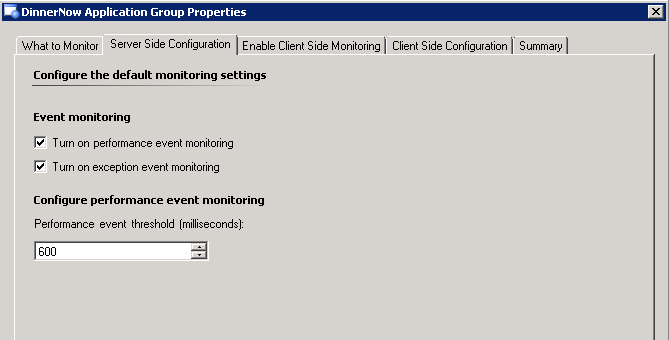 DinnerNow Application Group Properties
What to Monitor Server Side Configuration Enable Client Side Monitoring Client Side Configuration Summary
Configure the default monitoring settings
Event monitoring
Turn on performance event monitoring
Turn on exception event monitoring
Configure performance event monitoring
Performance event threshold (milliseconds):
600